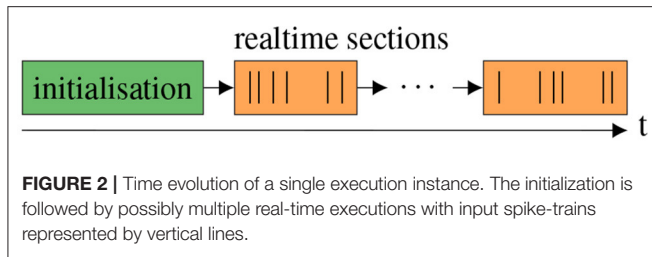 realtime sections
initialisation
· · ·
t
FIGURE 2 | Time evolution of a single execution instance. The initialization is
followed by possibly multiple real-time executions with input spike-trains
represented by vertical lines.